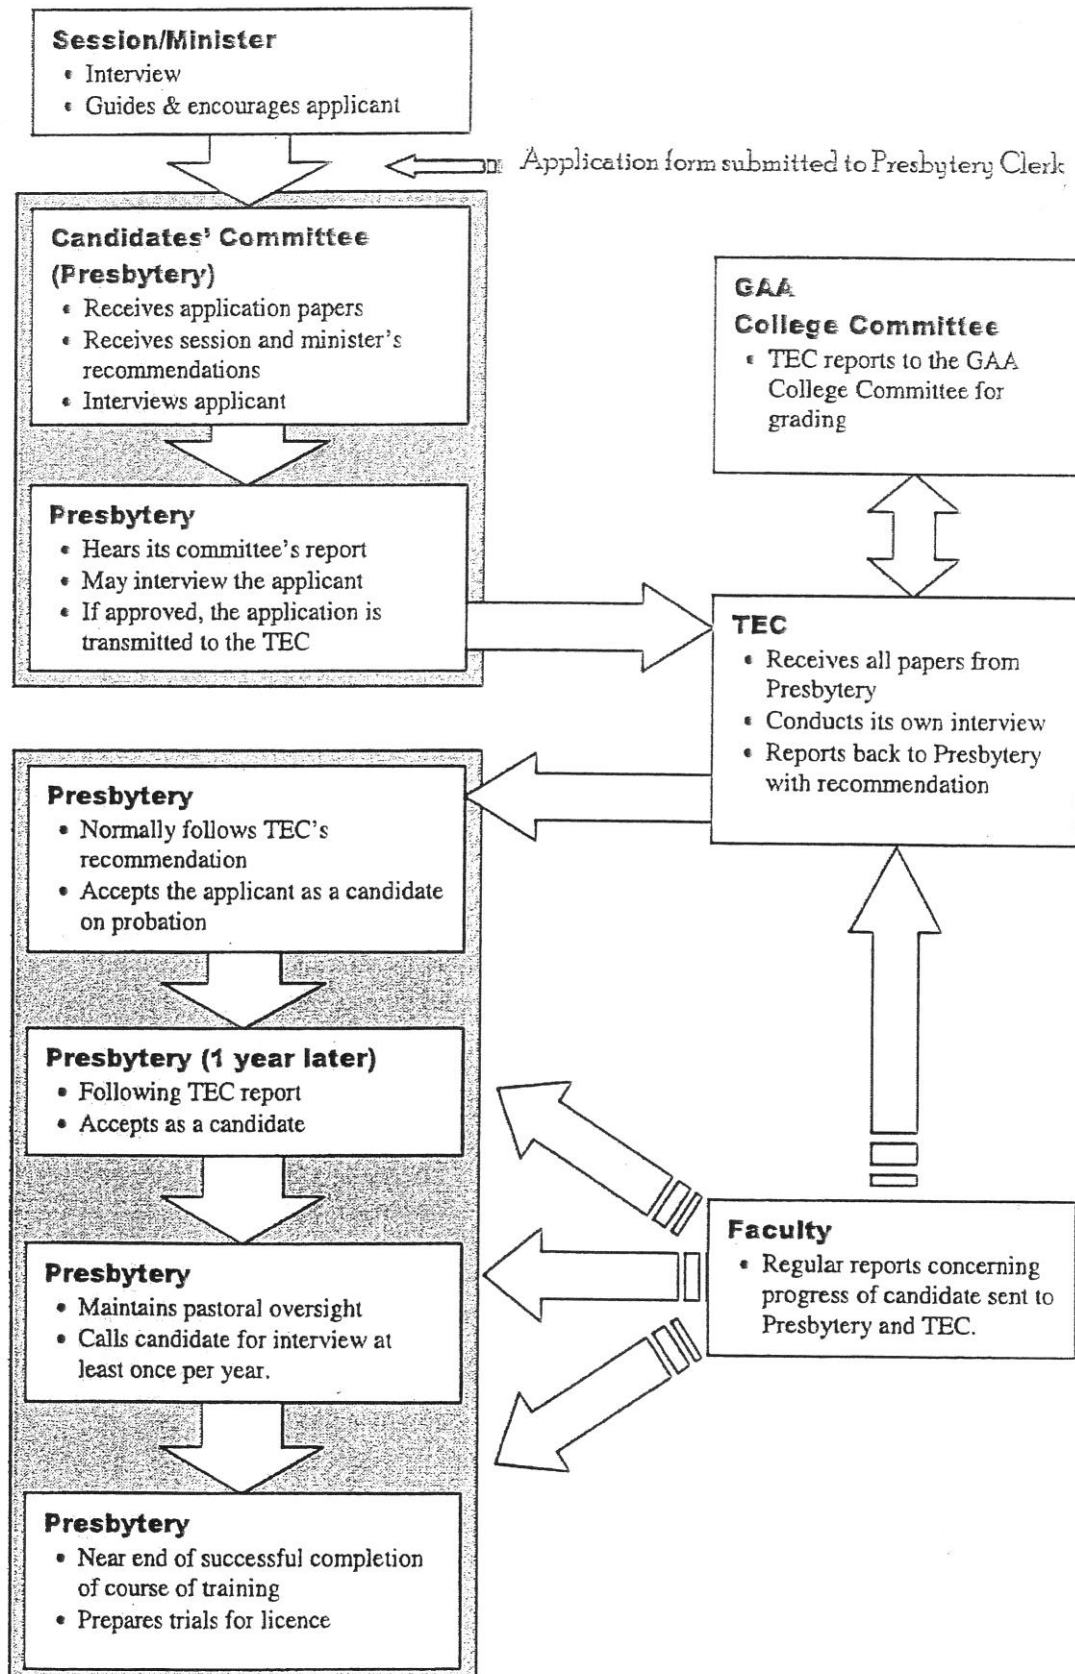 Session/Minister
• Interview
• Guides & encourages applicant
Application form submitted to Presbytery Clerk
Candidates' Committee
(Presbytery)
• Receives application papers
• Receives session and minister's
recommendations
• Interviews applicant
GAA
College Committee
• TEC reports to the GAA
College Committee for
grading
Presbytery
• Hears its committee's report
• May interview the applicant
• If approved, the application is
transmitted to the TEC
TEC
• Receives all papers from
Presbytery
• Conducts its own interview
• Reports back to Presbytery
with recommendation
Presbytery
• Normally follows TEC's
recommendation
• Accepts the applicant as a candidate
on probation
Presbytery (1 year later)
• Following TEC report
• Accepts as a candidate
Faculty
• Regular reports concerning
progress of candidate sent to
Presbytery and TEC.
Presbytery
• Maintains pastoral oversight
• Calls candidate for interview at
least once per year.
Presbytery
• Near end of successful completion
of course of training
• Prepares trials for licence